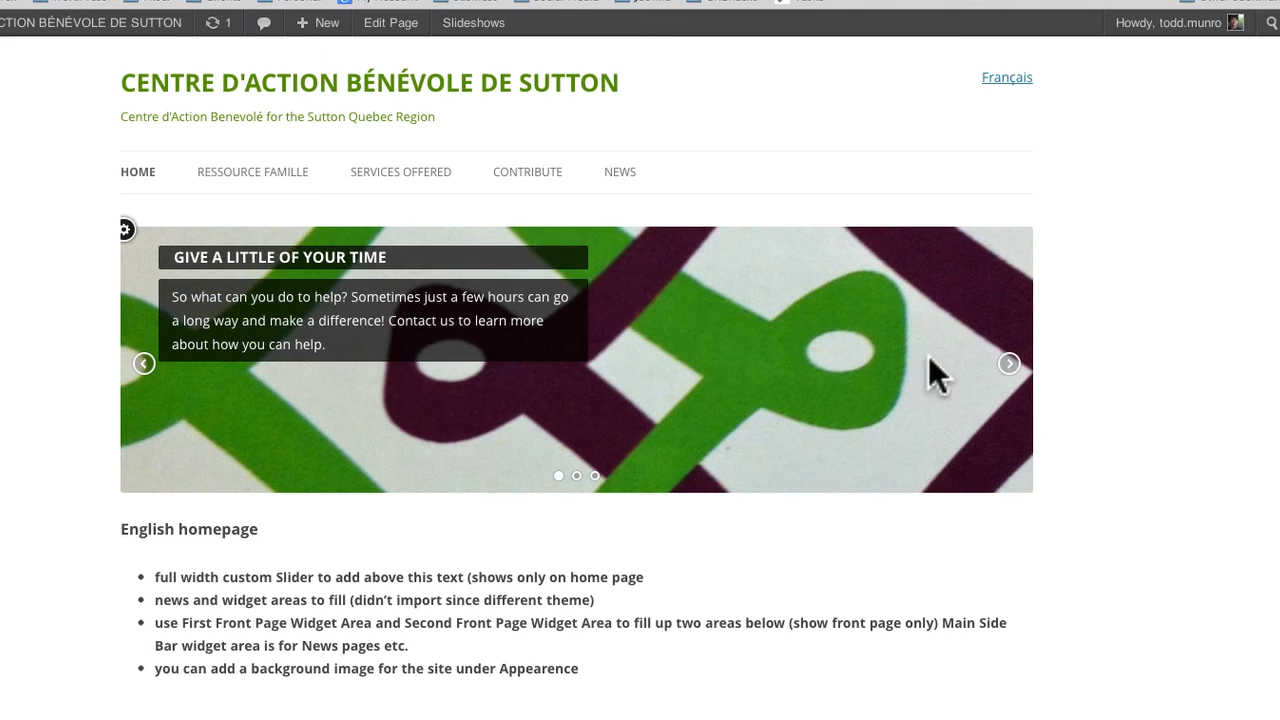 CTION BÉNÉVOLE DE SUTTON 1 New Edit Page Slideshows Howdy, todd.munro
CENTRE D'ACTION BÉNÉVOLE DE SUTTON
Français
Centre d'Action Benevolé for the Sutton Quebec Region
HOME RESSOURCE FAMILLE SERVICES OFFERED CONTRIBUTE NEWS
GIVE A LITTLE OF YOUR TIME
So what can you do to help? Sometimes just a few hours can go
a long way and make a difference! Contact us to learn more
about how you can help.
English homepage
full width custom Slider to add above this text (shows only on home page
news and widget areas to fill (didn’t import since different theme)
use First Front Page Widget Area and Second Front Page Widget Area to fill up two areas below (show front page only) Main Side
Bar widget area is for News pages etc.
you can add a background image for the site under Appearence